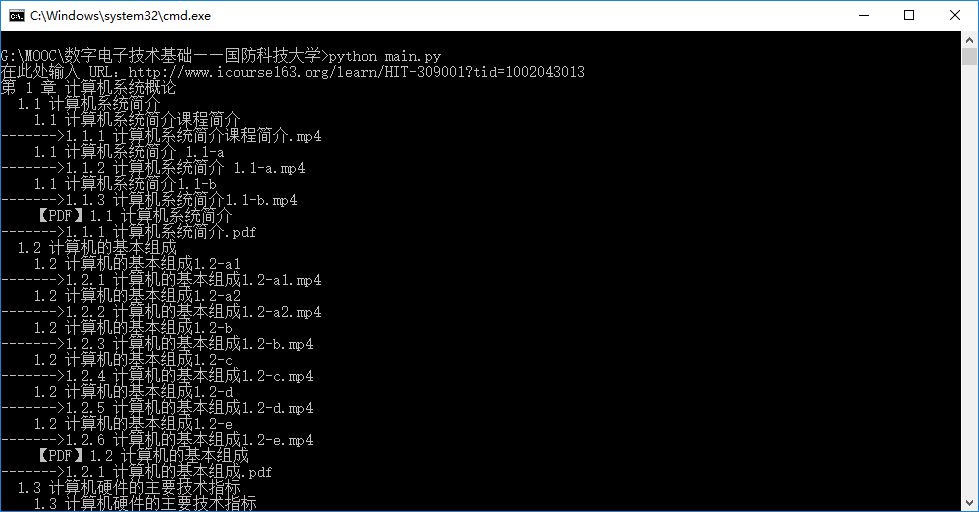 C:\Windows\system32\cmd.exe
G:\MOOC\数字电子技术基础——国防科技大学>python main.py
在此处输入 URL: http://www.icourse163.org/learn/HIT-309001?tid=1002043013
第 1 章 计算机系统概论
1.1 计算机系统简介
1.1 计算机系统简介课程简介
------->1.1.1 计算机系统简介课程简介.mp4
1.1 计算机系统简介 1.1-a
------->1.1.2 计算机系统简介 1.1-a.mp4
1.1 计算机系统简介1.1-b
------->1.1.3 计算机系统简介1.1-b.mp4
【PDF】1.1 计算机系统简介
------->1.1.1 计算机系统简介.pdf
1.2 计算机的基本组成
1.2 计算机的基本组成1.2-a1
------->1.2.1 计算机的基本组成1.2-a1.mp4
1.2 计算机的基本组成1.2-a2
------->1.2.2 计算机的基本组成1.2-a2.mp4
1.2 计算机的基本组成1.2-b
------->1.2.3 计算机的基本组成1.2-b.mp4
1.2 计算机的基本组成1.2-c
------->1.2.4 计算机的基本组成1.2-c.mp4
1.2 计算机的基本组成1.2-d
------->1.2.5 计算机的基本组成1.2-d.mp4
1.2 计算机的基本组成1.2-e
------->1.2.6 计算机的基本组成1.2-e.mp4
【PDF】1.2 计算机的基本组成
------->1.2.1 计算机的基本组成.pdf
1.3 计算机硬件的主要技术指标
1.3 计算机硬件的主要技术指标